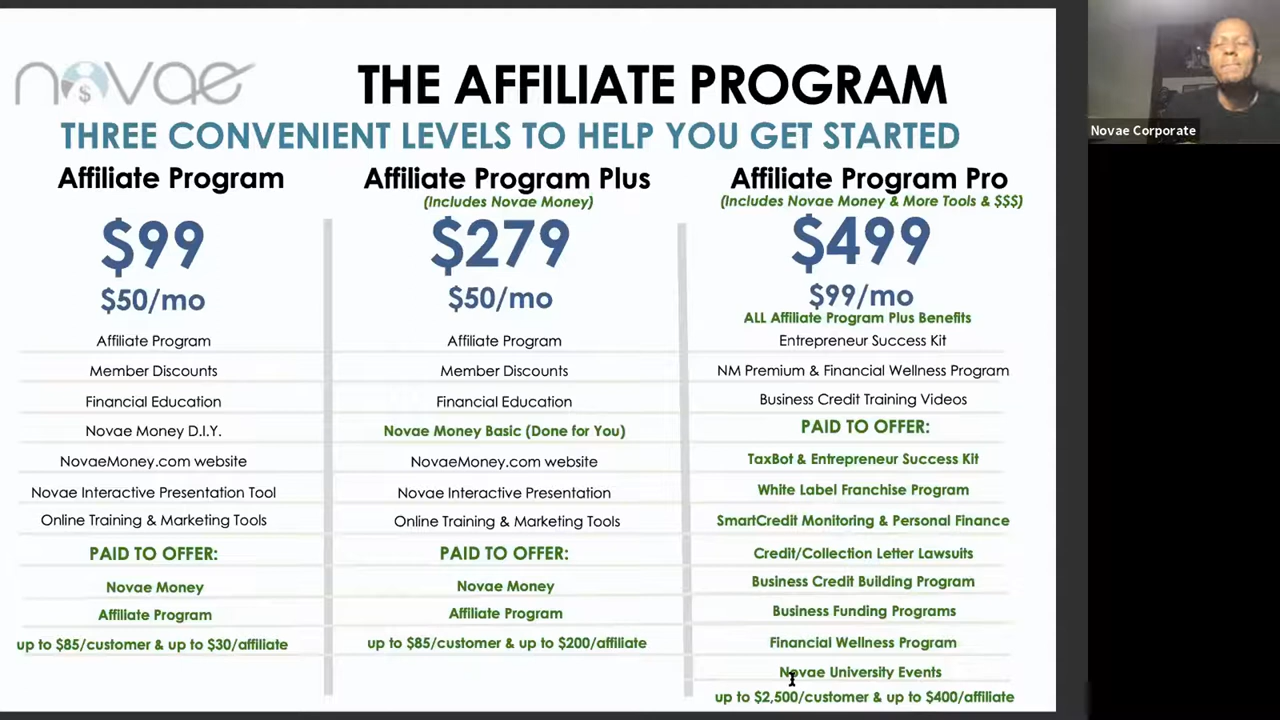 novae
$
THE AFFILIATE PROGRAM
THREE CONVENIENT LEVELS TO HELP YOU GET STARTED
Affiliate Program
$99
$50/mo
Affiliate Program
Member Discounts
Financial Education
Novae Money D.I.Y.
NovaeMoney.com website
Novae Interactive Presentation Tool
Online Training & Marketing Tools
PAID TO OFFER:
Novae Money
Affiliate Program
up to $85/customer & up to $30/affiliate
Affiliate Program Plus
(Includes Novae Money)
$279
$50/mo
Affiliate Program
Member Discounts
Financial Education
Novae Money Basic (Done for You)
NovaeMoney.com website
Novae Interactive Presentation
Online Training & Marketing Tools
PAID TO OFFER:
Novae Money
Affiliate Program
up to $85/customer & up to $200/affiliate
Affiliate Program Pro
(Includes Novae Money & More Tools & $$$)
$499
$99/mo
ALL Affiliate Program Plus Benefits
Entrepreneur Success Kit
NM Premium & Financial Wellness Program
Business Credit Training Videos
PAID TO OFFER:
TaxBot & Entrepreneur Success Kit
White Label Franchise Program
SmartCredit Monitoring & Personal Finance
Credit/Collection Letter Lawsuits
Business Credit Building Program
Business Funding Programs
Financial Wellness Program
Novae University Events
up to $2,500/customer & up to $400/affiliate
Novae Corporate